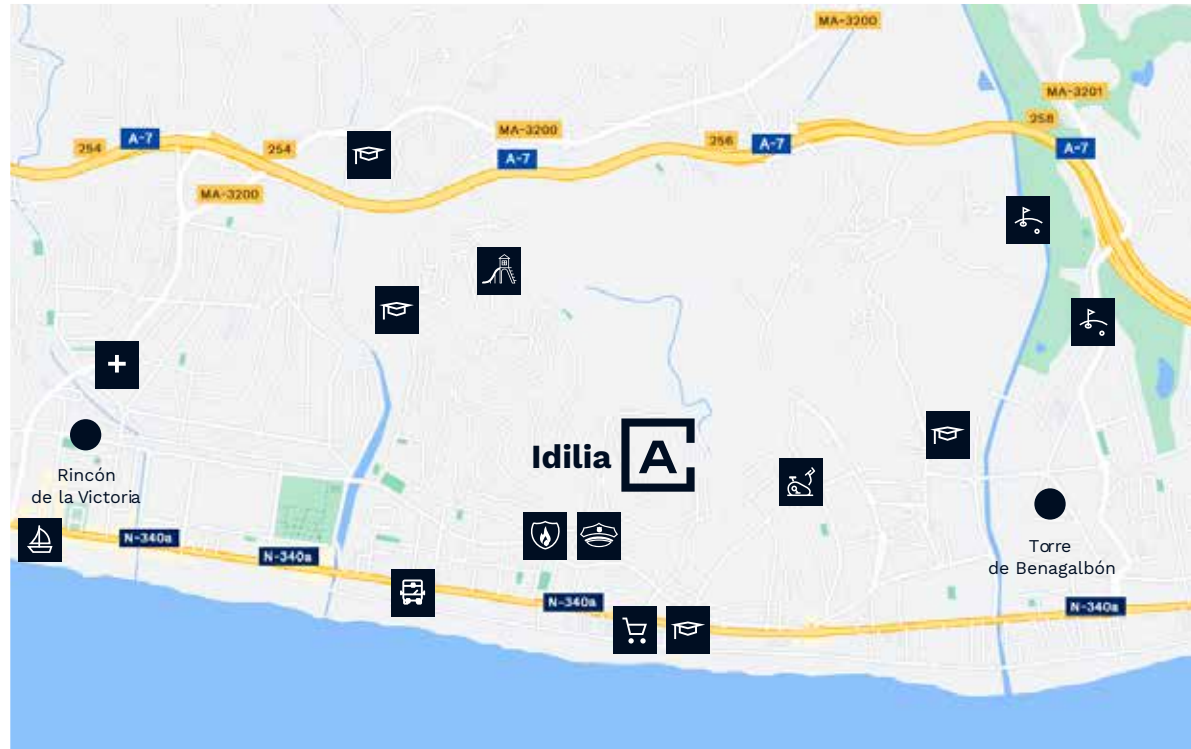 MA-3200
MA-3201
258
A-7
254
A-7
254
MA-3200
A-7
256
A-7
MA-3200
Idilia A
Rincón
de la Victoria
N-340a
N-340a
N-340a
Torre
de Benagalbón
N-340a